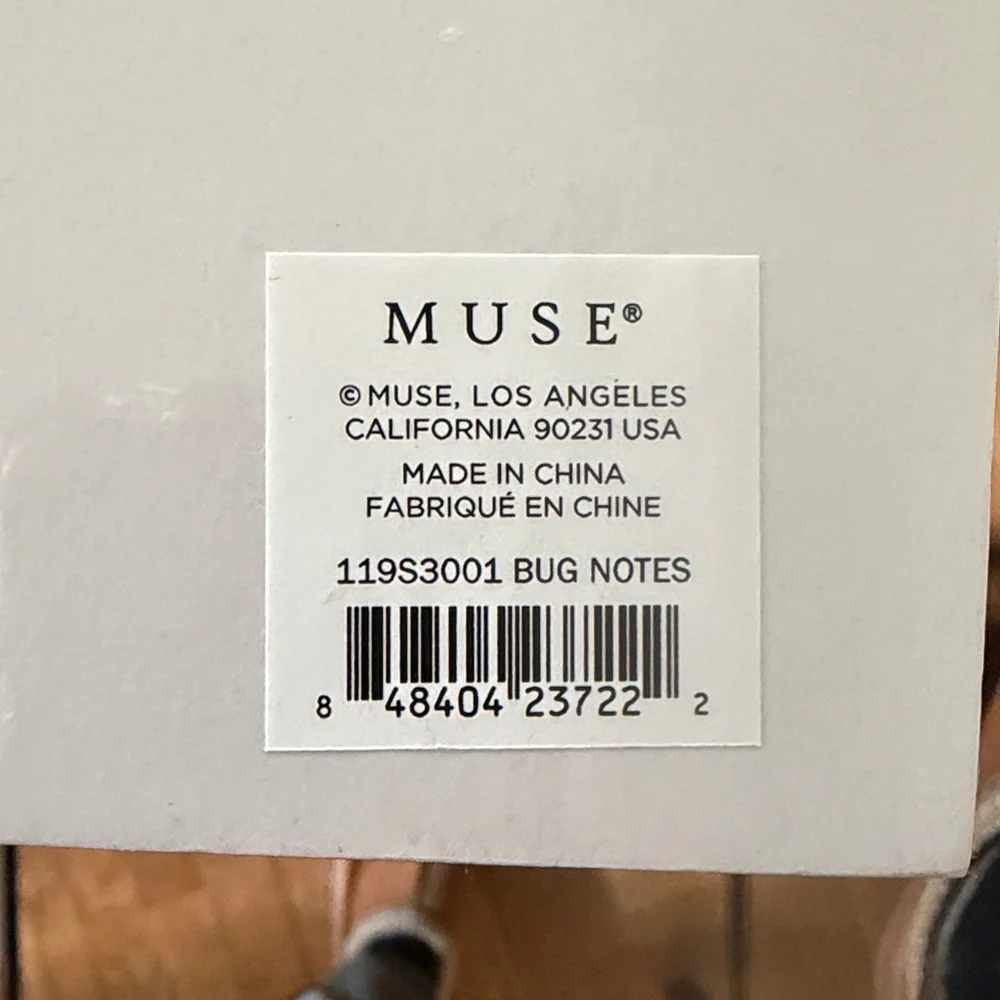 MUSE®
© MUSE, LOS ANGELES
CALIFORNIA 90231 USA
MADE IN CHINA
FABRIQUÉ EN CHINE
119S3001 BUG NOTES
8 48404 23722 2